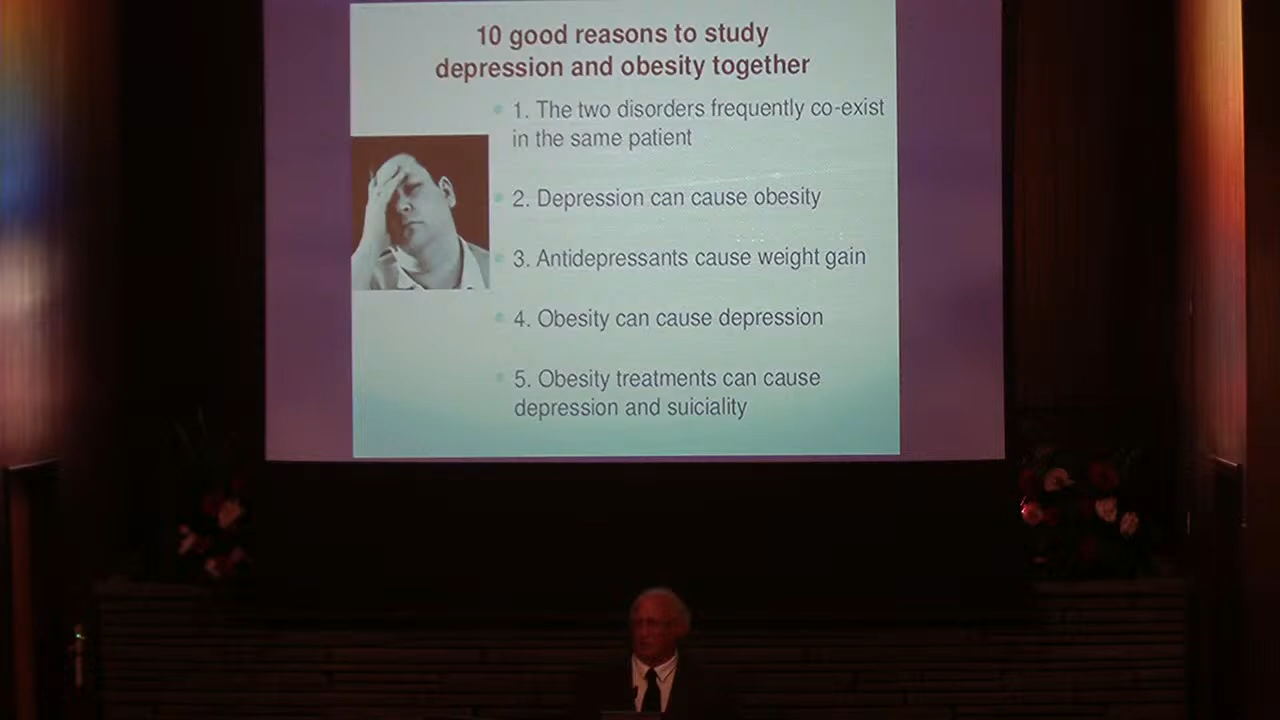 10 good reasons to study
depression and obesity together
1. The two disorders frequently co-exist
in the same patient
2. Depression can cause obesity
3. Antidepressants cause weight gain
4. Obesity can cause depression
5. Obesity treatments can cause
depression and suiciality